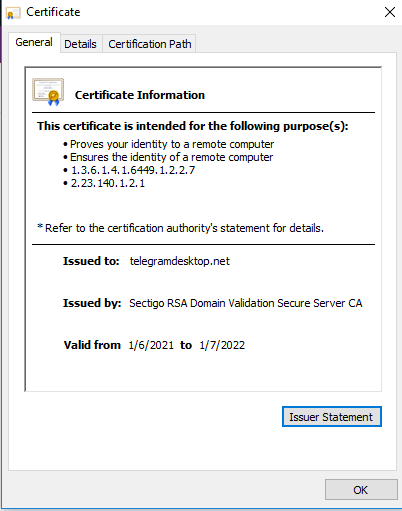 Certificate
General Details Certification Path
Certificate Information
This certificate is intended for the following purpose(s):
• Proves your identity to a remote computer
• Ensures the identity of a remote computer
• 1.3.6.1.4.1.6449.1.2.2.7
• 2.23.140.1.2.1
* Refer to the certification authority's statement for details.
Issued to: telegramdesktop.net
Issued by: Sectigo RSA Domain Validation Secure Server CA
Valid from 1/6/2021 to 1/7/2022
Issuer Statement
OK